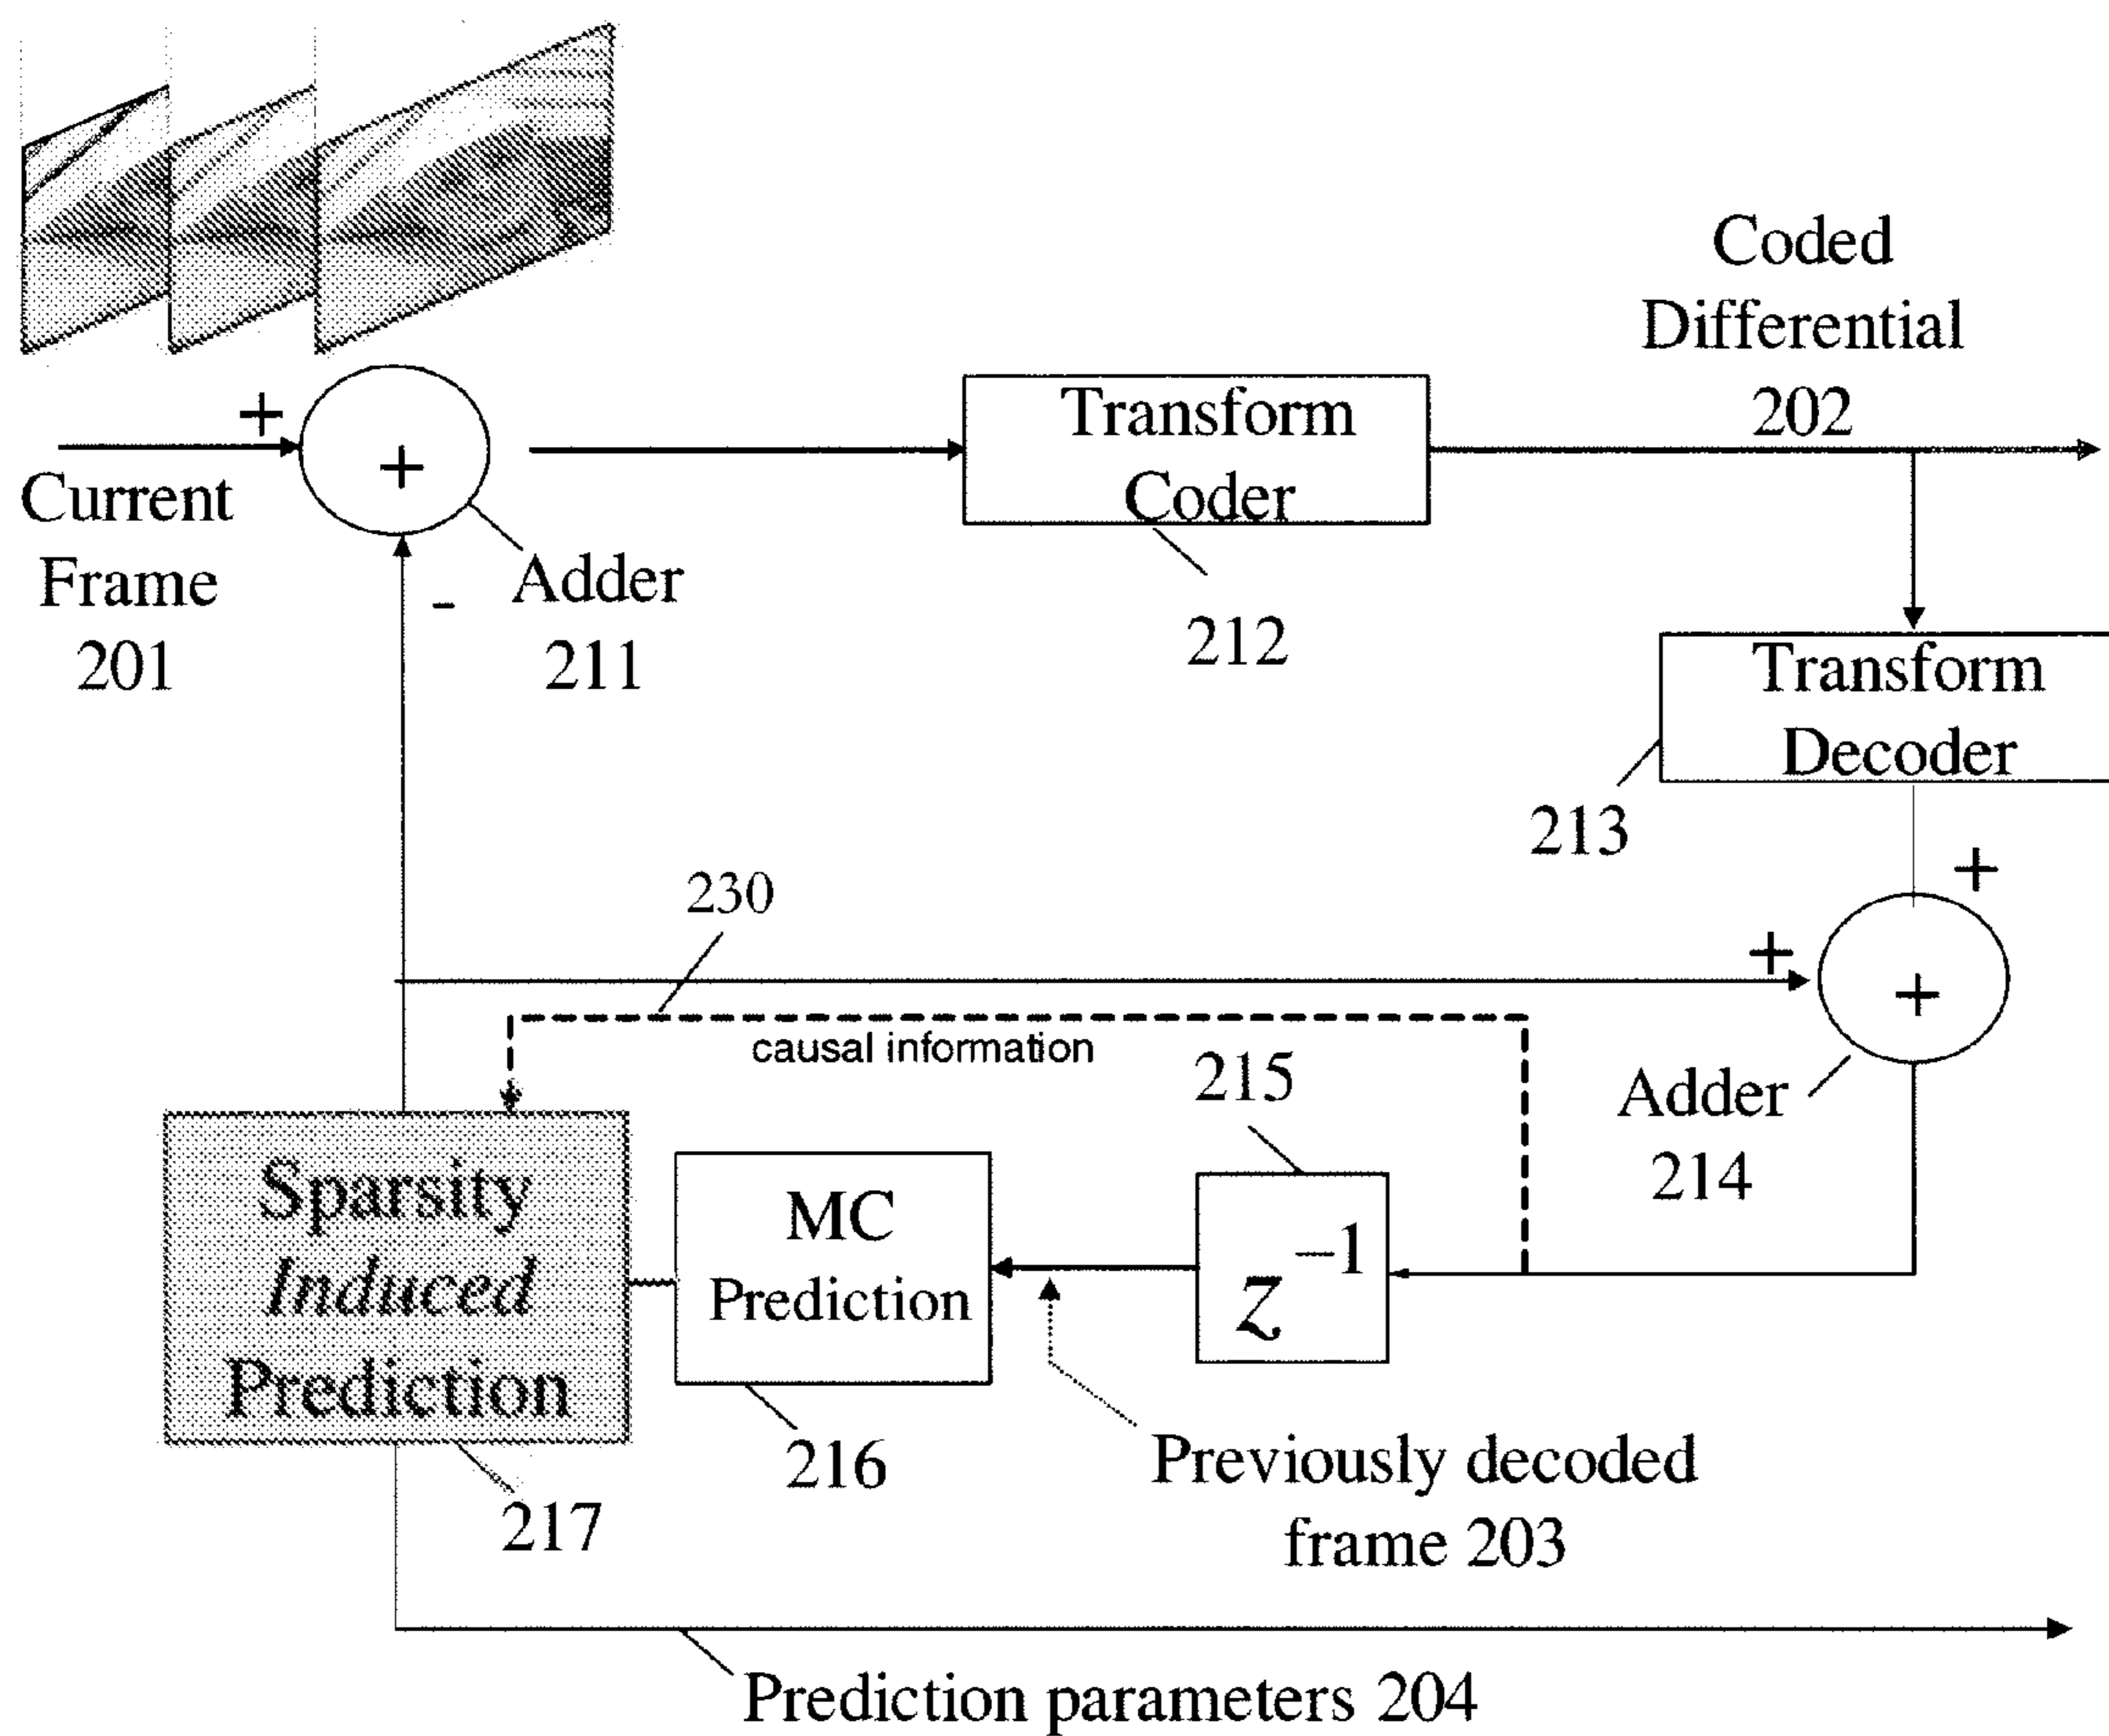 Coded
Differential
202
+
+
Transform
Coder
Current
Frame
201
-
Adder
211
212
Transform
Decoder
213
+
230
+
+
causal information
215
Adder
214
Sparsity
Induced
Prediction
MC
Prediction
z⁻¹
216
217
Previously decoded
frame 203
Prediction parameters 204